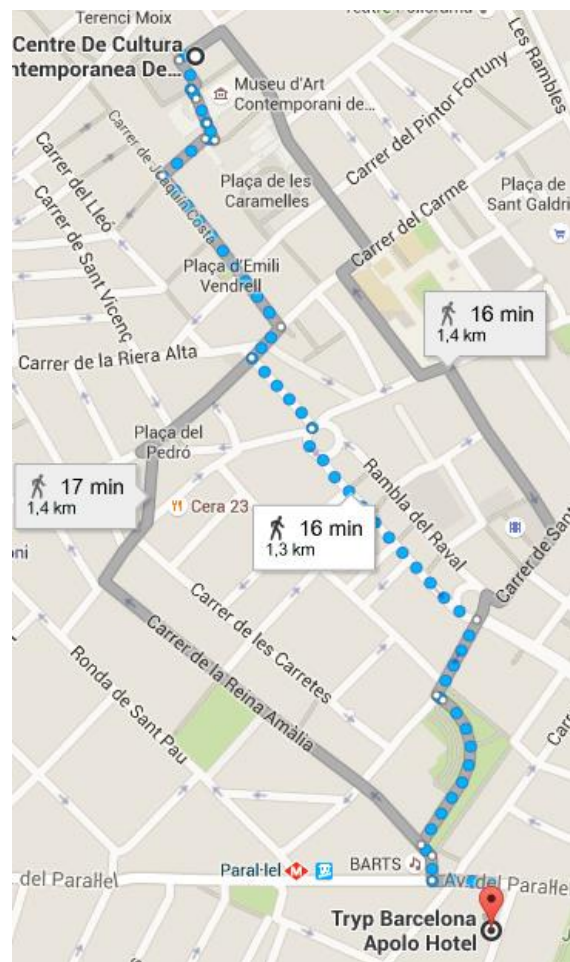 Terenci Moix
Centre De Cultura
ntemporanea De...
Museu d'Art
Contemporani de...
Les Rambles
Carrer del Pintor Fortuny
Carrer de Joaquín Costa
Plaça de les
Caramelles
Plaça de
Sant Galdri
Carrer del Carme
Carrer del Lleó
Carrer de Sant Vicenç
Plaça d'Emili
Vendrell
16 min
1,4 km
Carrer de la Riera Alta
Plaça del
Pedró
17 min
1,4 km
Cera 23
16 min
1,3 km
Rambla del Raval
Carrer de Sant
oni
Carrer de les Carretes
Carrer de la Reina Amàlia
Ronda de Sant Pau
Carr
Paral·lel
BARTS
del Paral·lel
Av. del Paral·lel
Tryp Barcelona
Apolo Hotel